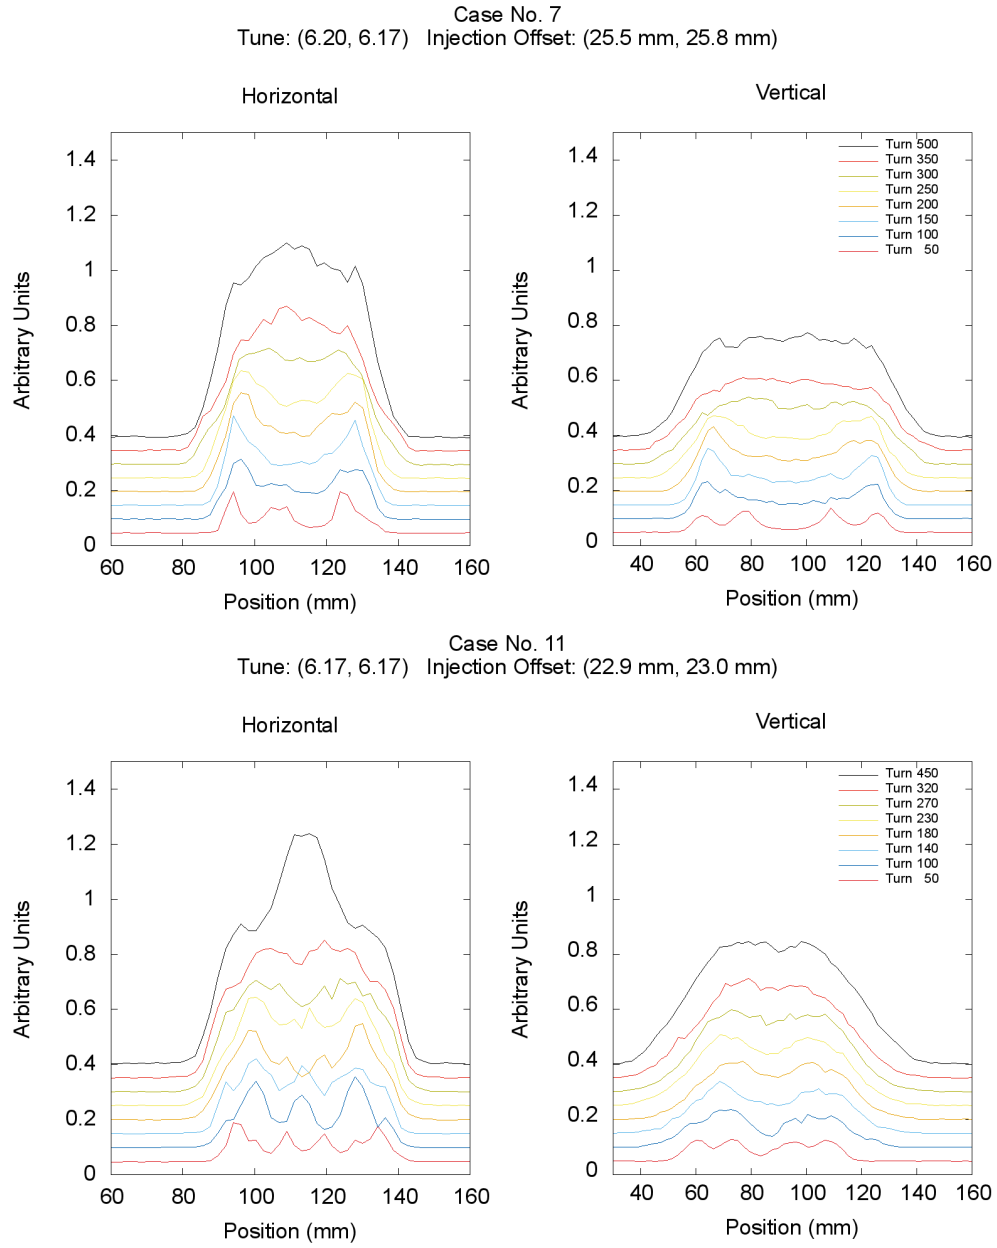 Case No. 7
Tune: (6.20, 6.17)   Injection Offset: (25.5 mm, 25.8 mm)
Horizontal
Vertical
Arbitrary Units
1.4
1.2
1
0.8
0.6
0.4
0.2
0
60 80 100 120 140 160
Position (mm)
Arbitrary Units
1.4
1.2
1
0.8
0.6
0.4
0.2
0
Turn 500
Turn 350
Turn 300
Turn 250
Turn 200
Turn 150
Turn 100
Turn 50
40 60 80 100 120 140 160
Position (mm)
Case No. 11
Tune: (6.17, 6.17)   Injection Offset: (22.9 mm, 23.0 mm)
Horizontal
Vertical
Arbitrary Units
1.4
1.2
1
0.8
0.6
0.4
0.2
0
60 80 100 120 140 160
Position (mm)
Arbitrary Units
1.4
1.2
1
0.8
0.6
0.4
0.2
0
Turn 450
Turn 320
Turn 270
Turn 230
Turn 180
Turn 140
Turn 100
Turn 50
40 60 80 100 120 140 160
Position (mm)